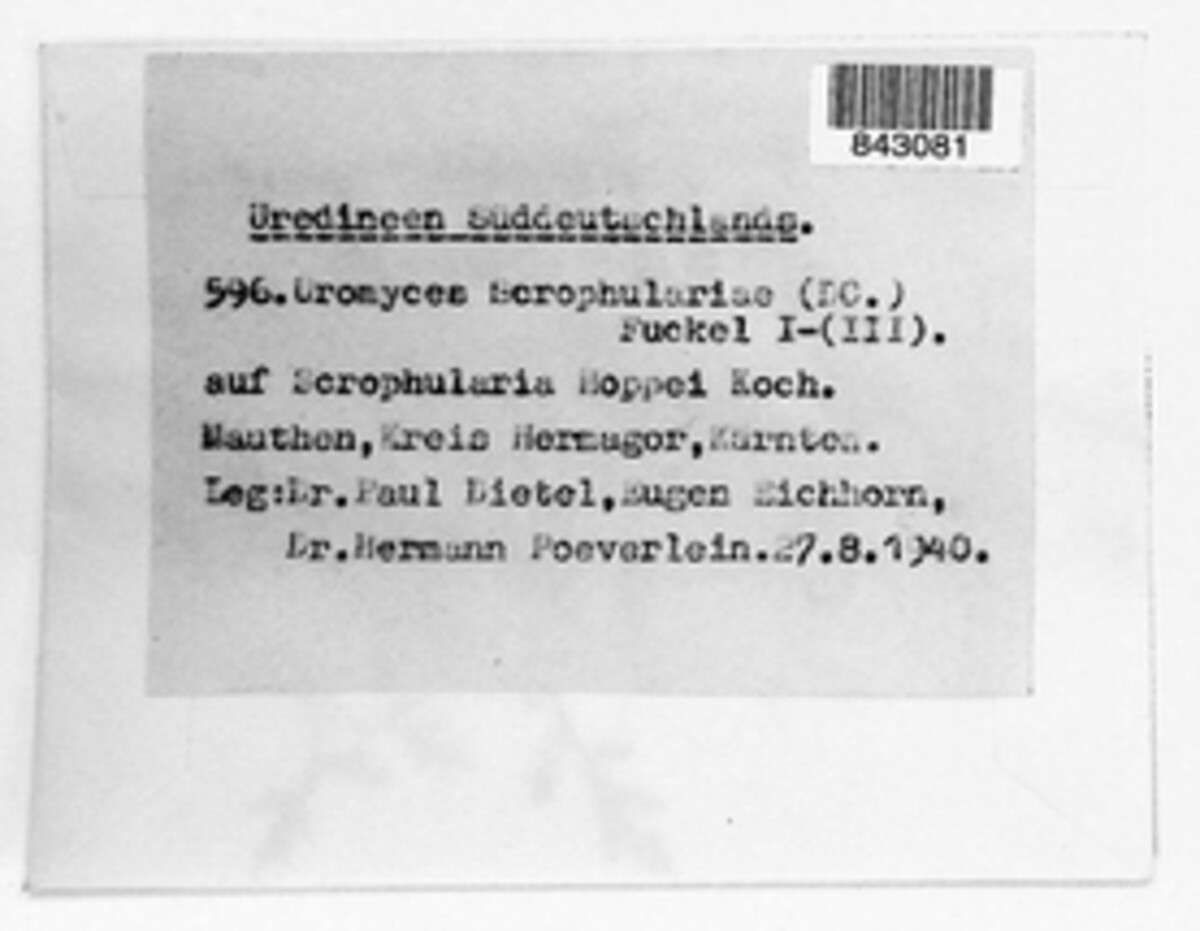 843081
Uredineen Süddeutschlands.
596.Uromyces Scrophulariae (DC.)
Fuckel I-(III).
auf Scrophularia Hoppei Koch.
Mauthen,Kreis Hermagor,Kärnten.
Leg:Dr.Paul Dietel,Eugen Eichhorn,
Dr.Hermann Poeverlein.27.8.1940.